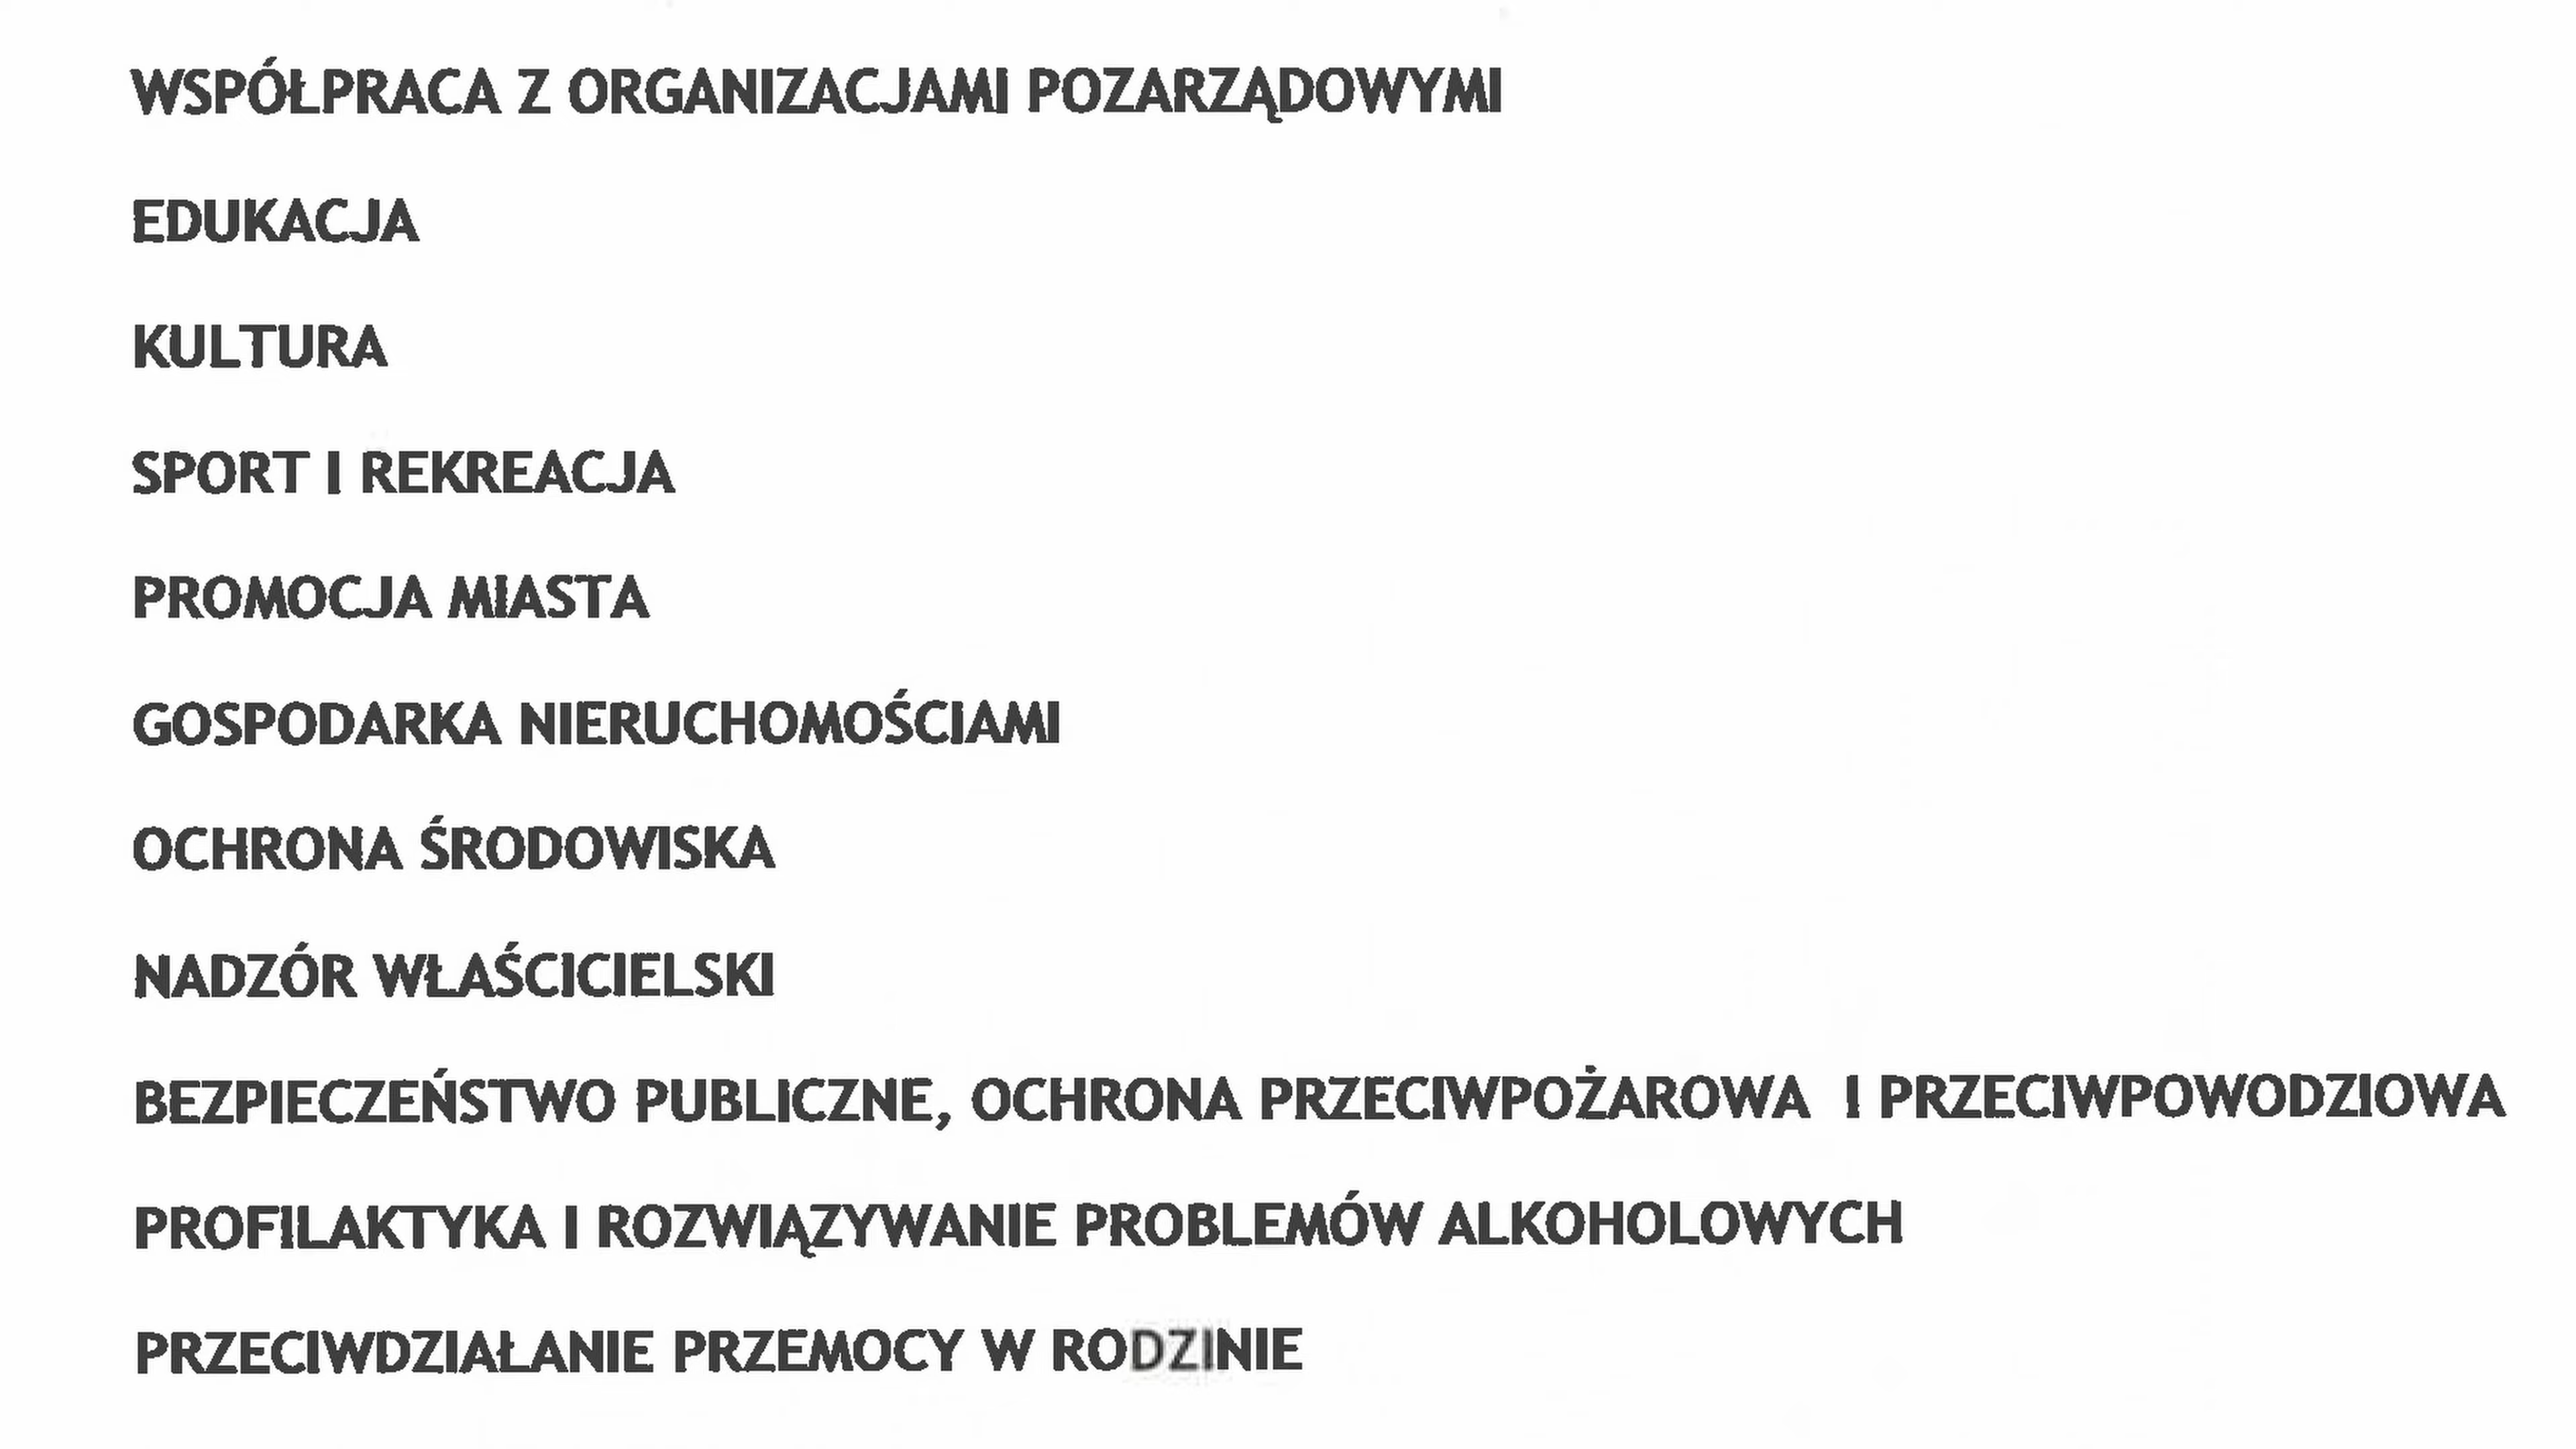 WSPÓŁPRACA Z ORGANIZACJAMI POZARZĄDOWYMI
EDUKACJA
KULTURA
SPORT I REKREACJA
PROMOCJA MIASTA
GOSPODARKA NIERUCHOMOŚCIAMI
OCHRONA ŚRODOWISKA
NADZÓR WŁAŚCICIELSKI
BEZPIECZEŃSTWO PUBLICZNE, OCHRONA PRZECIWPOŻAROWA I PRZECIWPOWODZIOWA
PROFILAKTYKA I ROZWIĄZYWANIE PROBLEMÓW ALKOHOLOWYCH
PRZECIWDZIAŁANIE PRZEMOCY W RODZINIE